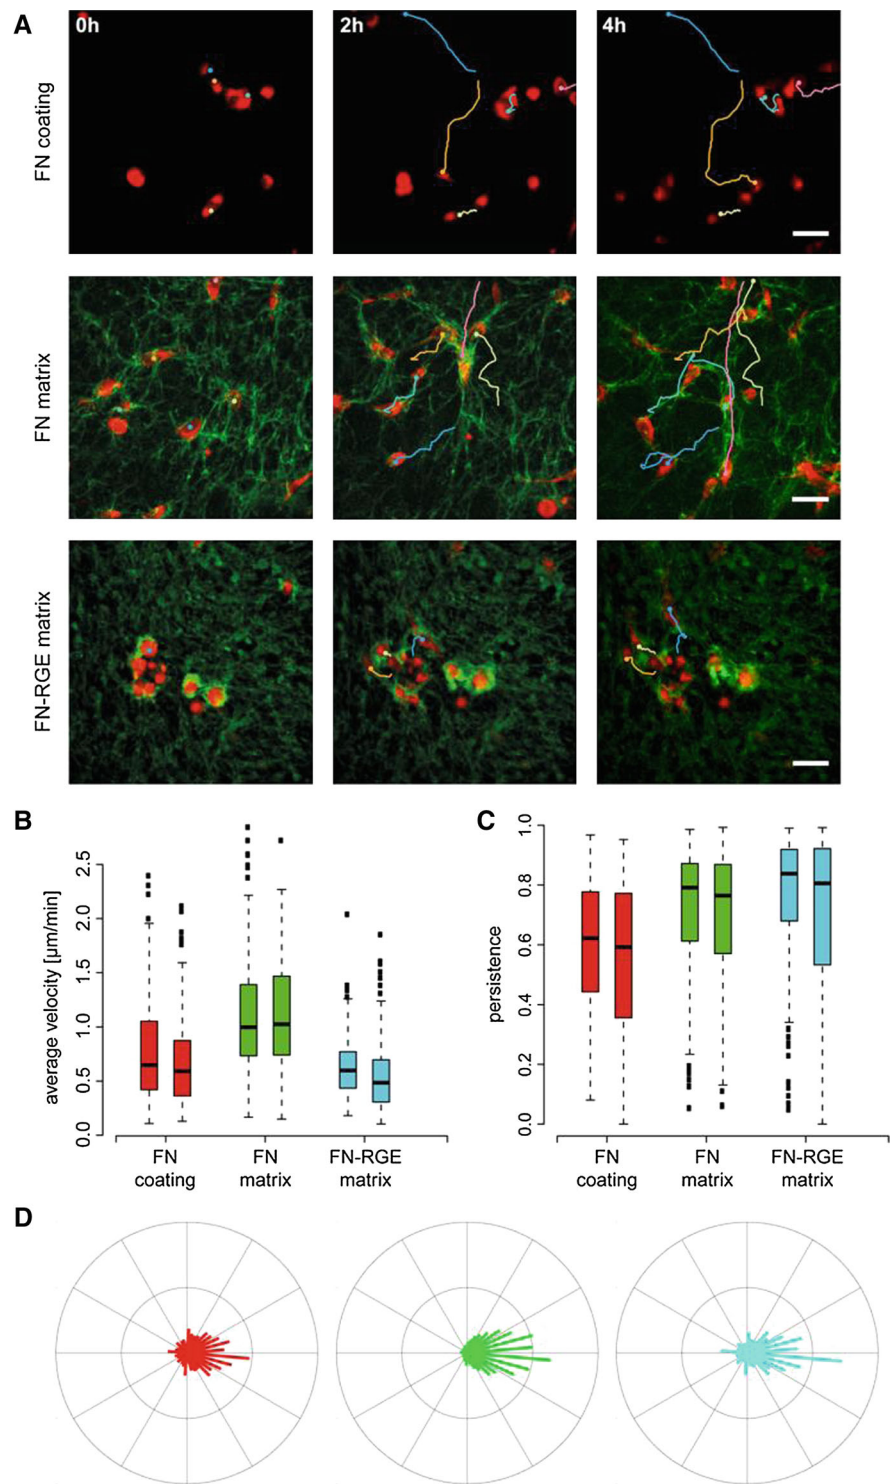 A
0h
2h
4h
FN coating
FN matrix
FN-RGE matrix
B
average velocity [µm/min]
2.5
2.0
1.5
1.0
0.5
0.0
FN
coating
FN
matrix
FN-RGE
matrix
C
persistence
1.0
0.8
0.6
0.4
0.2
0.0
FN
coating
FN
matrix
FN-RGE
matrix
D